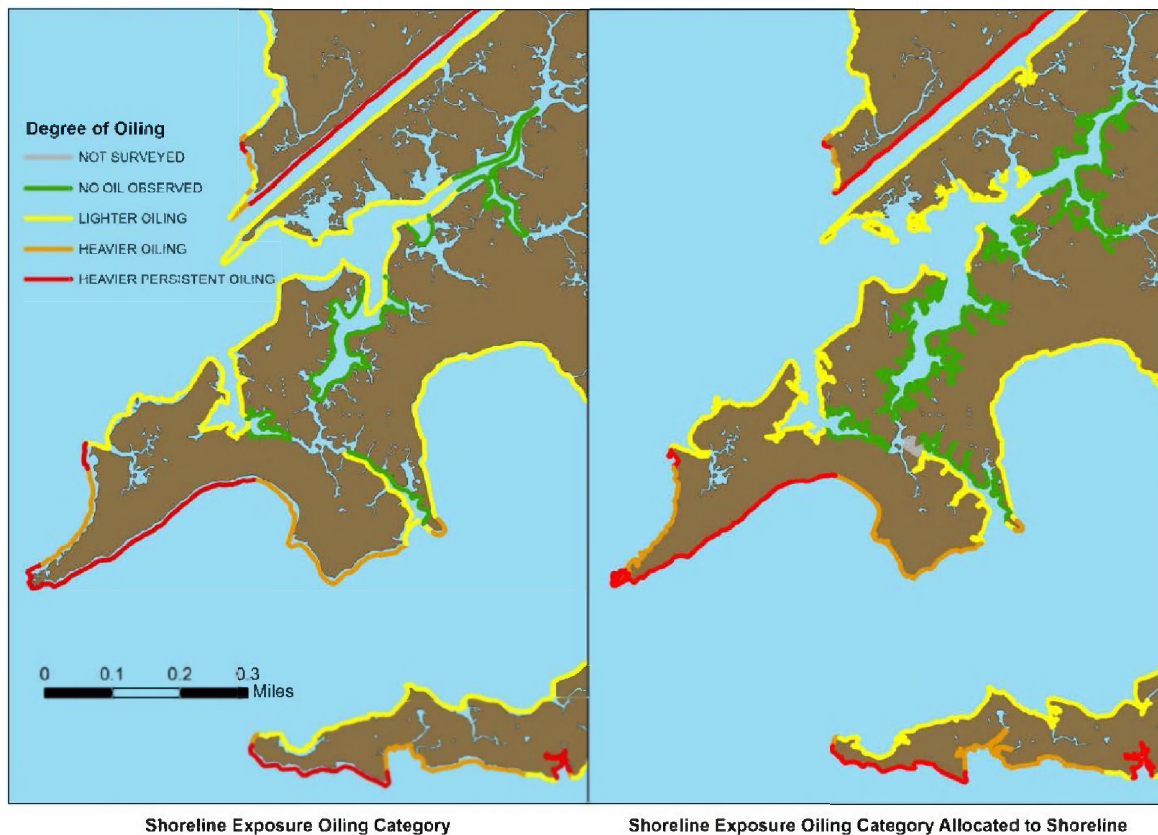 Degree of Oiling
NOT SURVEYED
NO OIL OBSERVED
LIGHTER OILING
HEAVIER OILING
HEAVIER PERSISTENT OILING
0 0.1 0.2 0.3
Miles
Shoreline Exposure Oiling Category
Shoreline Exposure Oiling Category Allocated to Shoreline